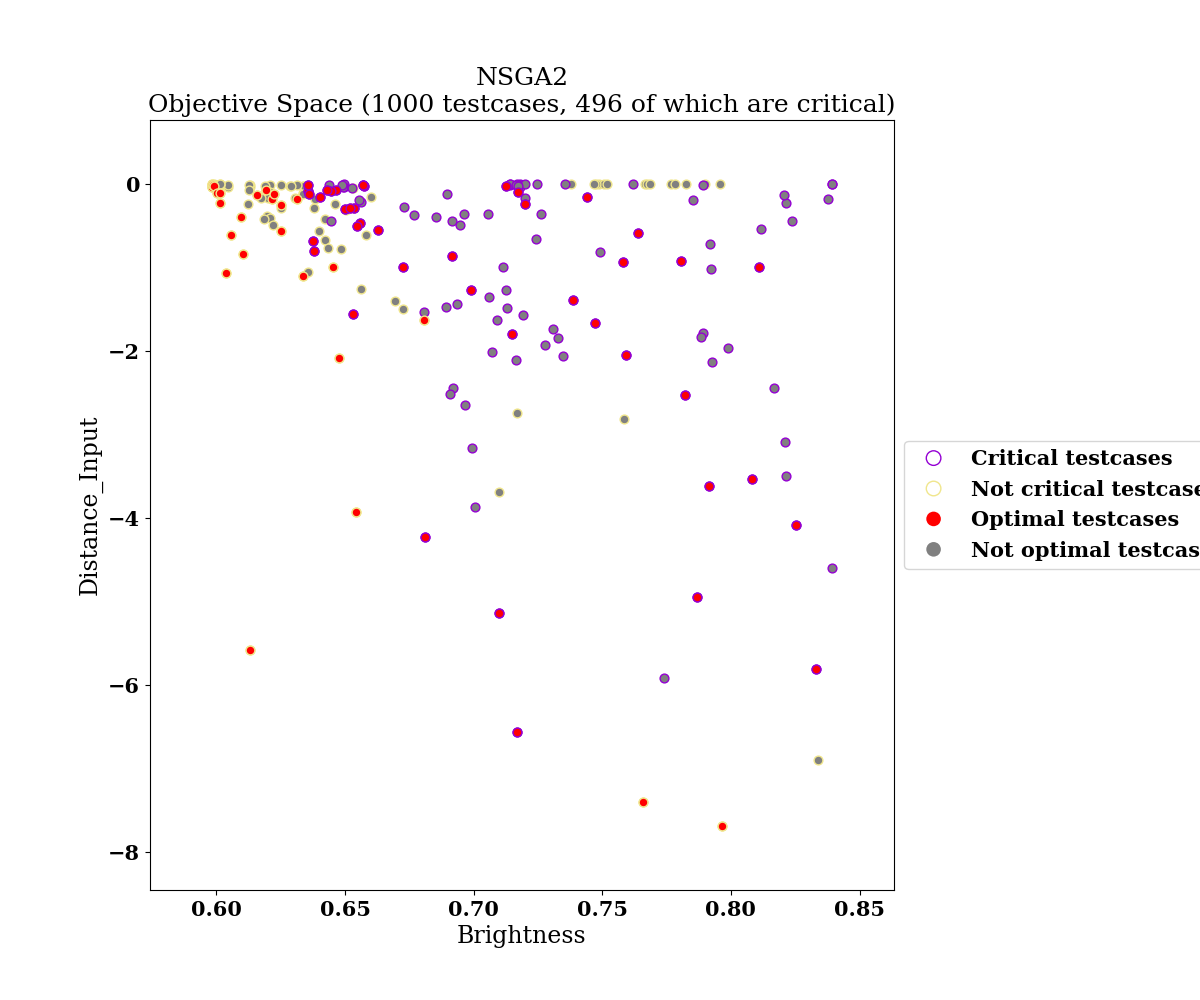 NSGA2
Objective Space (1000 testcases, 496 of which are critical)
0
−2
−4
−6
−8
Distance_Input
0.60 0.65 0.70 0.75 0.80 0.85
Brightness
Critical testcases
Not critical testcase
Optimal testcases
Not optimal testcas